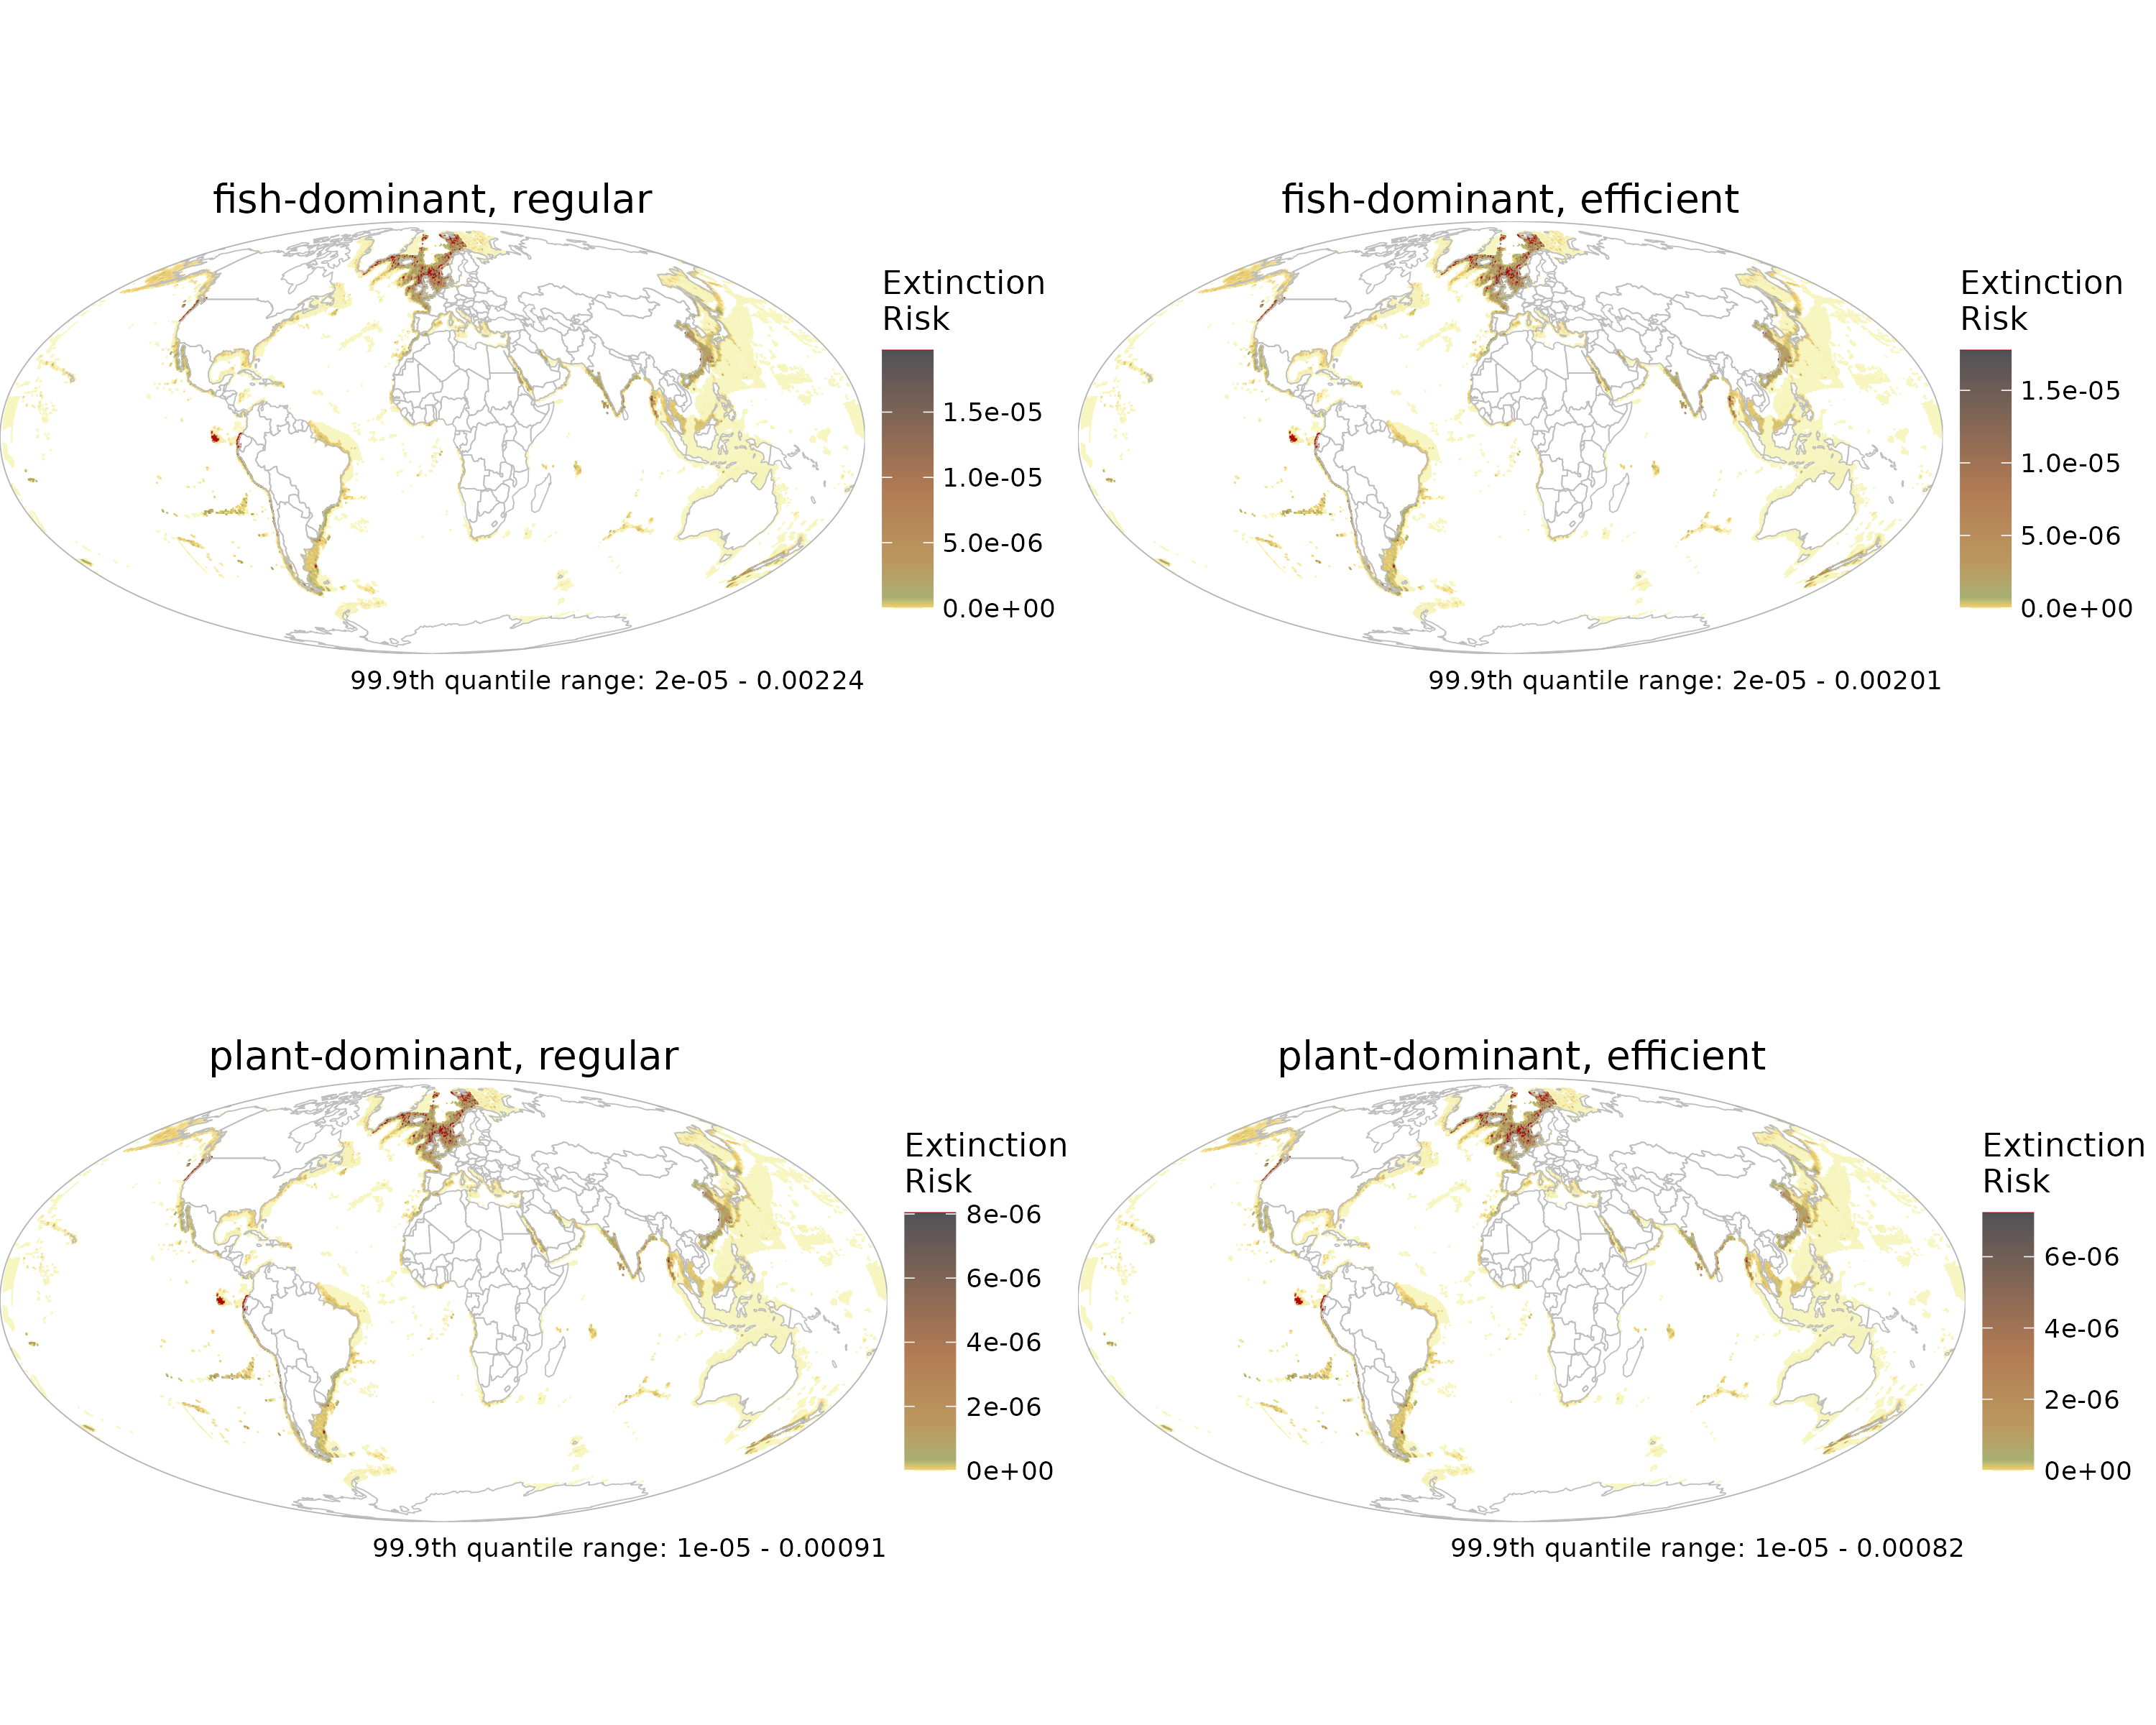 fish-dominant, regular
Extinction
Risk
1.5e-05
1.0e-05
5.0e-06
0.0e+00
99.9th quantile range: 2e-05 - 0.00224
fish-dominant, efficient
Extinction
Risk
1.5e-05
1.0e-05
5.0e-06
0.0e+00
99.9th quantile range: 2e-05 - 0.00201
plant-dominant, regular
Extinction
Risk
8e-06
6e-06
4e-06
2e-06
0e+00
99.9th quantile range: 1e-05 - 0.00091
plant-dominant, efficient
Extinction
Risk
6e-06
4e-06
2e-06
0e+00
99.9th quantile range: 1e-05 - 0.00082